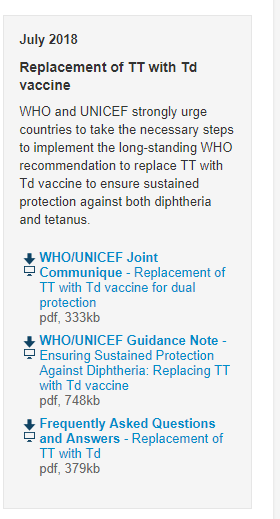 July 2018
Replacement of TT with Td
vaccine
WHO and UNICEF strongly urge
countries to take the necessary steps
to implement the long-standing WHO
recommendation to replace TT with
Td vaccine to ensure sustained
protection against both diphtheria
and tetanus.
WHO/UNICEF Joint
Communique - Replacement of
TT with Td vaccine for dual
protection
pdf, 333kb
WHO/UNICEF Guidance Note -
Ensuring Sustained Protection
Against Diphtheria: Replacing TT
with Td vaccine
pdf, 748kb
Frequently Asked Questions
and Answers - Replacement of
TT with Td
pdf, 379kb